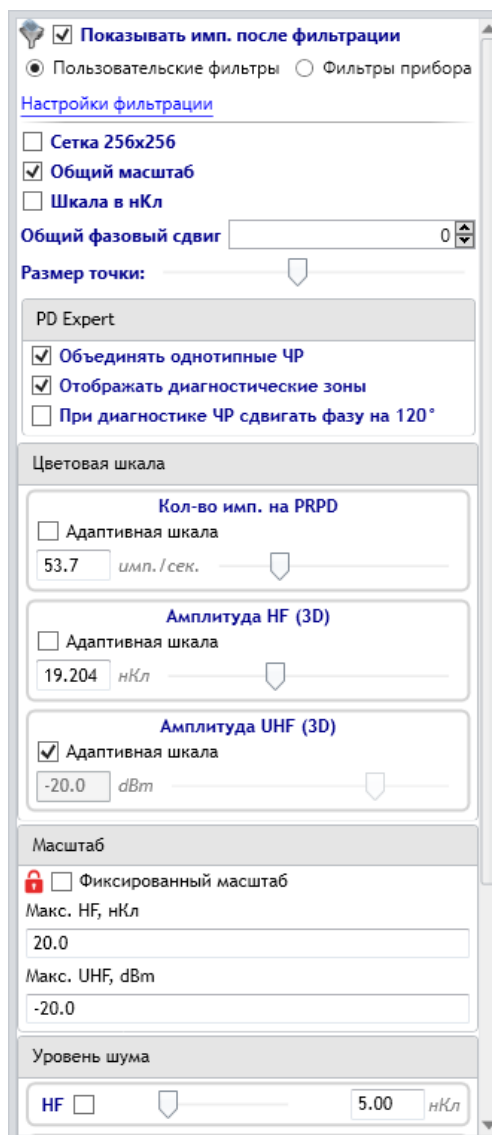 Показывать имп. после фильтрации
Пользовательские фильтры Фильтры прибора
Настройки фильтрации
Сетка 256х256
Общий масштаб
Шкала в нКл
Общий фазовый сдвиг 0
Размер точки:
PD Expert
Объединять однотипные ЧР
Отображать диагностические зоны
При диагностике ЧР сдвигать фазу на 120°
Цветовая шкала
Кол-во имп. на PRPD
Адаптивная шкала
53.7 имп./сек.
Амплитуда HF (3D)
Адаптивная шкала
19.204 нКл
Амплитуда UHF (3D)
Адаптивная шкала
-20.0 dBm
Масштаб
Фиксированный масштаб
Макс. HF, нКл
20.0
Макс. UHF, dBm
-20.0
Уровень шума
HF 5.00 нКл